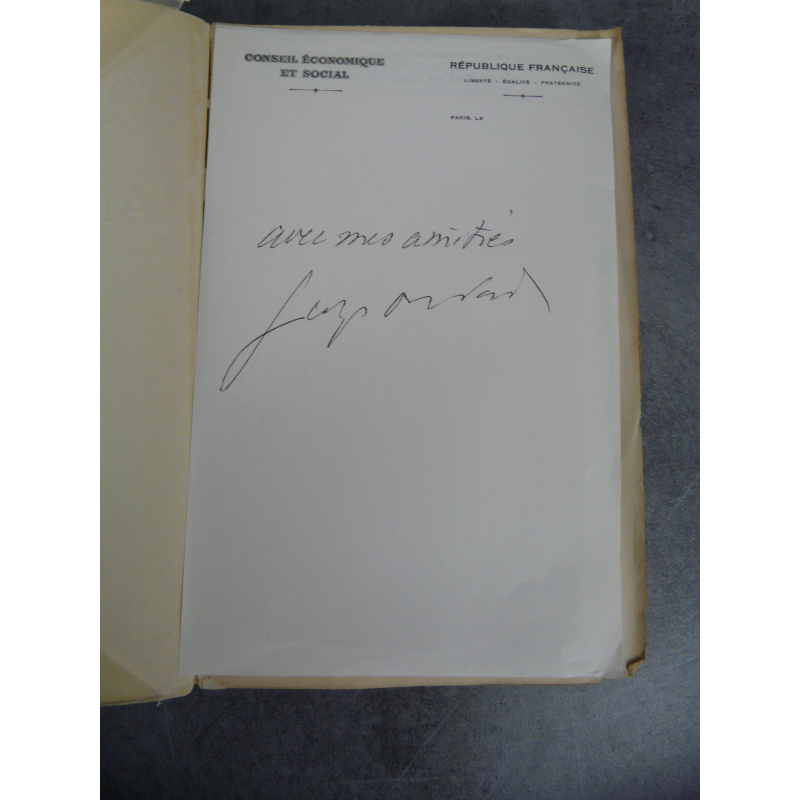 CONSEIL ÉCONOMIQUE
ET SOCIAL
RÉPUBLIQUE FRANÇAISE
LIBERTÉ - ÉGALITÉ - FRATERNITÉ
PARIS, LE
avec mes amitiés